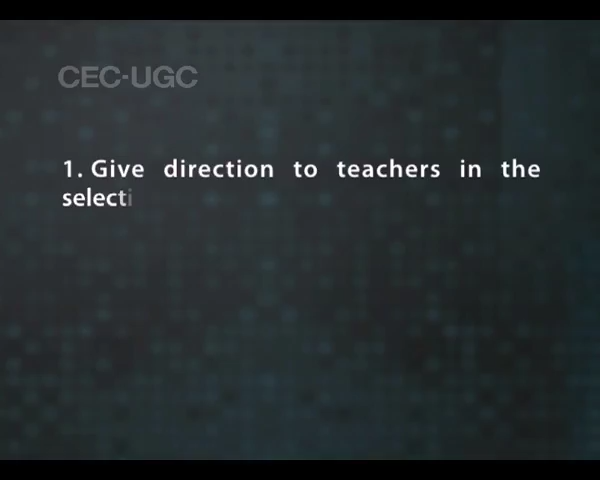 CEC-UGC
1. Give direction to teachers in the
selecti